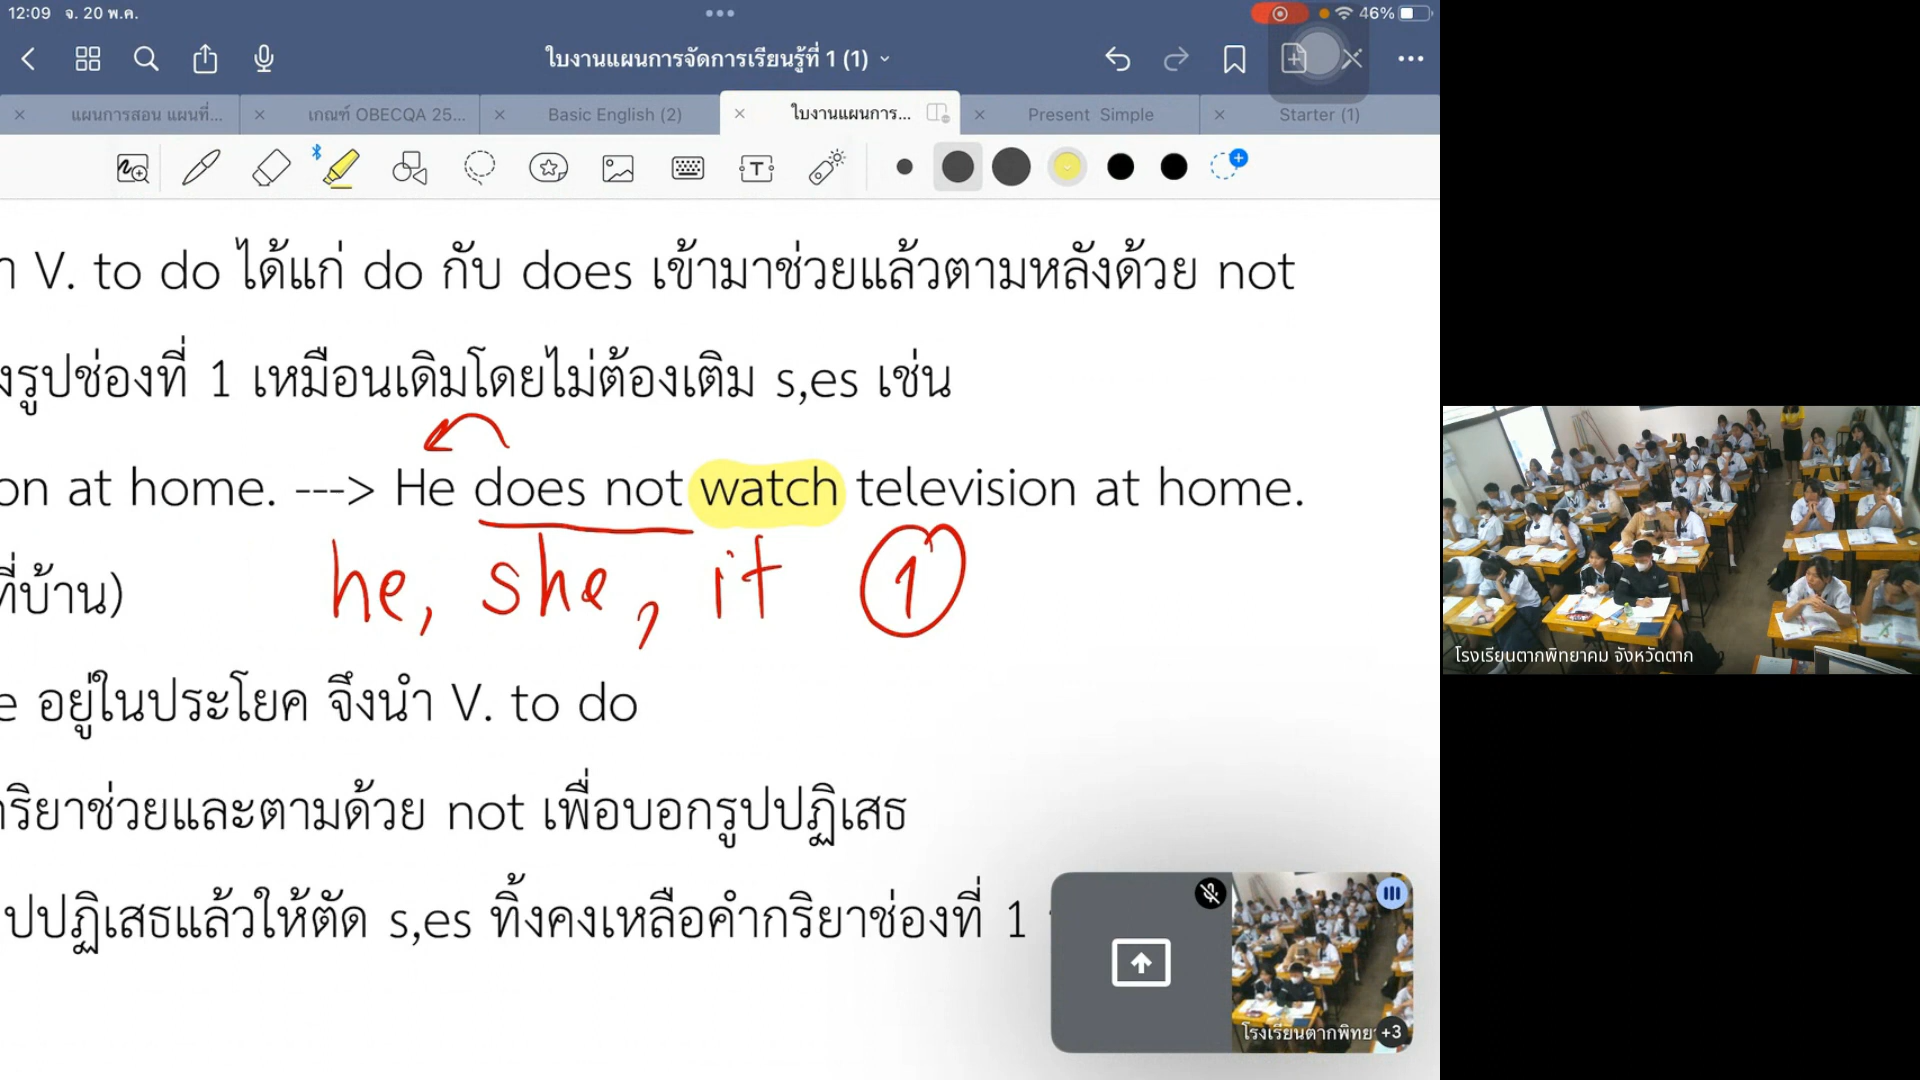 12:09 จ. 20 พ.ค.
46%
ใบงานแผนการจัดการเรียนรู้ที่ 1 (1)
แผนการสอน แผนที่...
เกณฑ์ OBECQA 25...
Basic English (2)
ใบงานแผนการ...
Present Simple
Starter (1)
V. to do ได้แก่ do กับ does เข้ามาช่วยแล้วตามหลังด้วย not
งรูปช่องที่ 1 เหมือนเดิมโดยไม่ต้องเติม s,es เช่น
on at home. ---> He does not watch television at home.
he, she, it 1
ที่บ้าน)
e อยู่ในประโยค จึงนำ V. to do
กริยาช่วยและตามด้วย not เพื่อบอกรูปปฏิเสธ
ปปฏิเสธแล้วให้ตัด s,es ทิ้งคงเหลือคำกริยาช่องที่ 1
โรงเรียนตากพิทยา +3
โรงเรียนตากพิทยาคม จังหวัดตาก